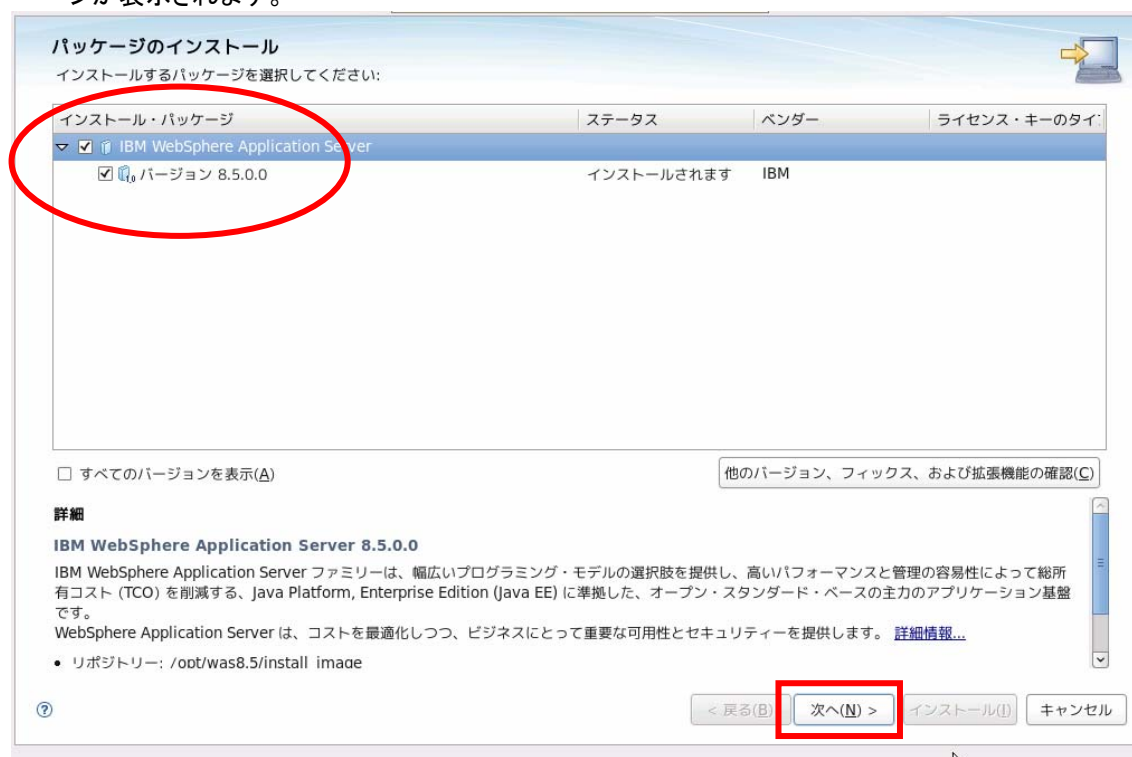 ジが表示されます。
パッケージのインストール
インストールするパッケージを選択してください:
インストール・パッケージ ステータス ベンダー ライセンス・キーのタイ
IBM WebSphere Application Server
バージョン 8.5.0.0 インストールされます IBM
すべてのバージョンを表示(A) 他のバージョン、フィックス、および拡張機能の確認(C)
詳細
IBM WebSphere Application Server 8.5.0.0
IBM WebSphere Application Server ファミリーは、幅広いプログラミング・モデルの選択肢を提供し、高いパフォーマンスと管理の容易性によって総所
有コスト (TCO) を削減する、Java Platform, Enterprise Edition (Java EE) に準拠した、オープン・スタンダード・ベースの主力のアプリケーション基盤
です。
WebSphere Application Server は、コストを最適化しつつ、ビジネスにとって重要な可用性とセキュリティーを提供します。 詳細情報...
• リポジトリー: /opt/was8.5/install_image
< 戻る(B) 次へ(N) > インストール(I) キャンセル